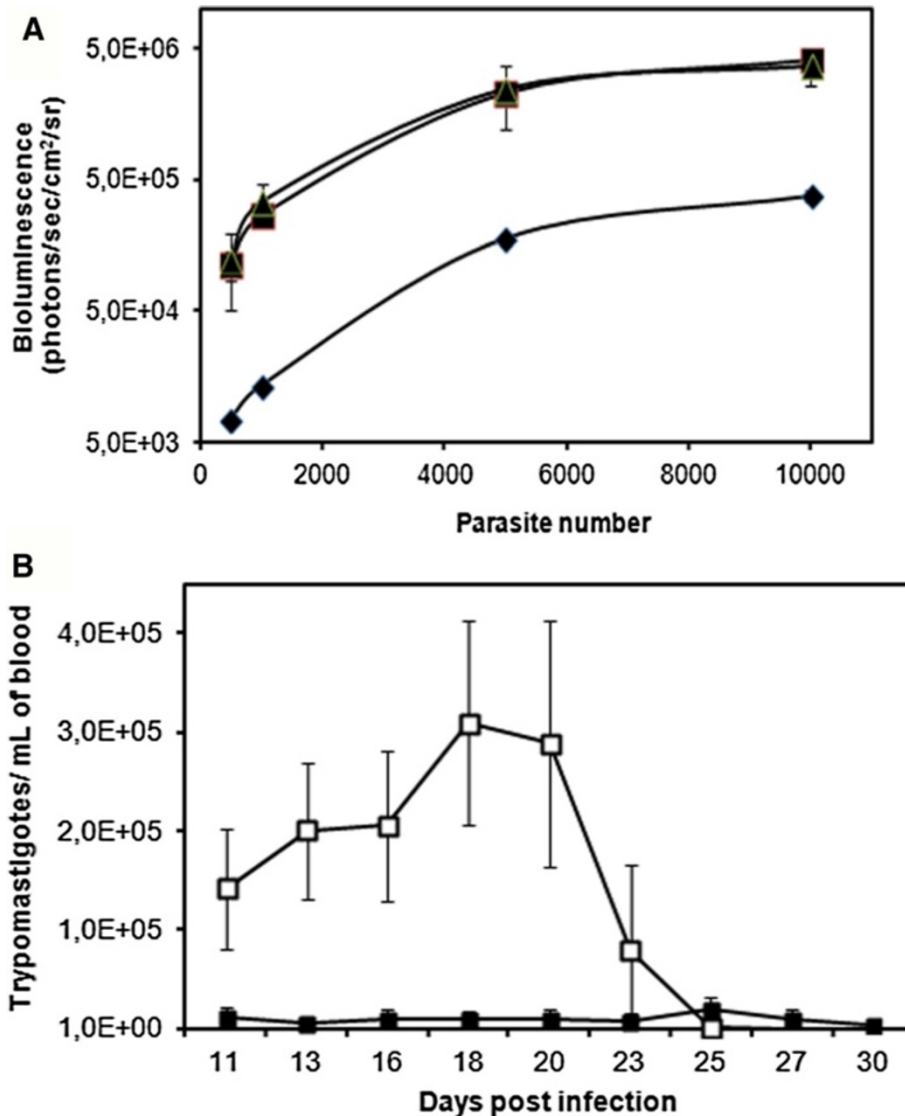 A
5,0E+06
5,0E+05
5,0E+04
5,0E+03
Bioluminescence
(photons/sec/cm²/sr)
0 2000 4000 6000 8000 10000
Parasite number
B
4,0E+05
3,0E+05
2,0E+05
1,0E+05
1,0E+00
Trypomastigotes/ mL of blood
11 13 16 18 20 23 25 27 30
Days post infection